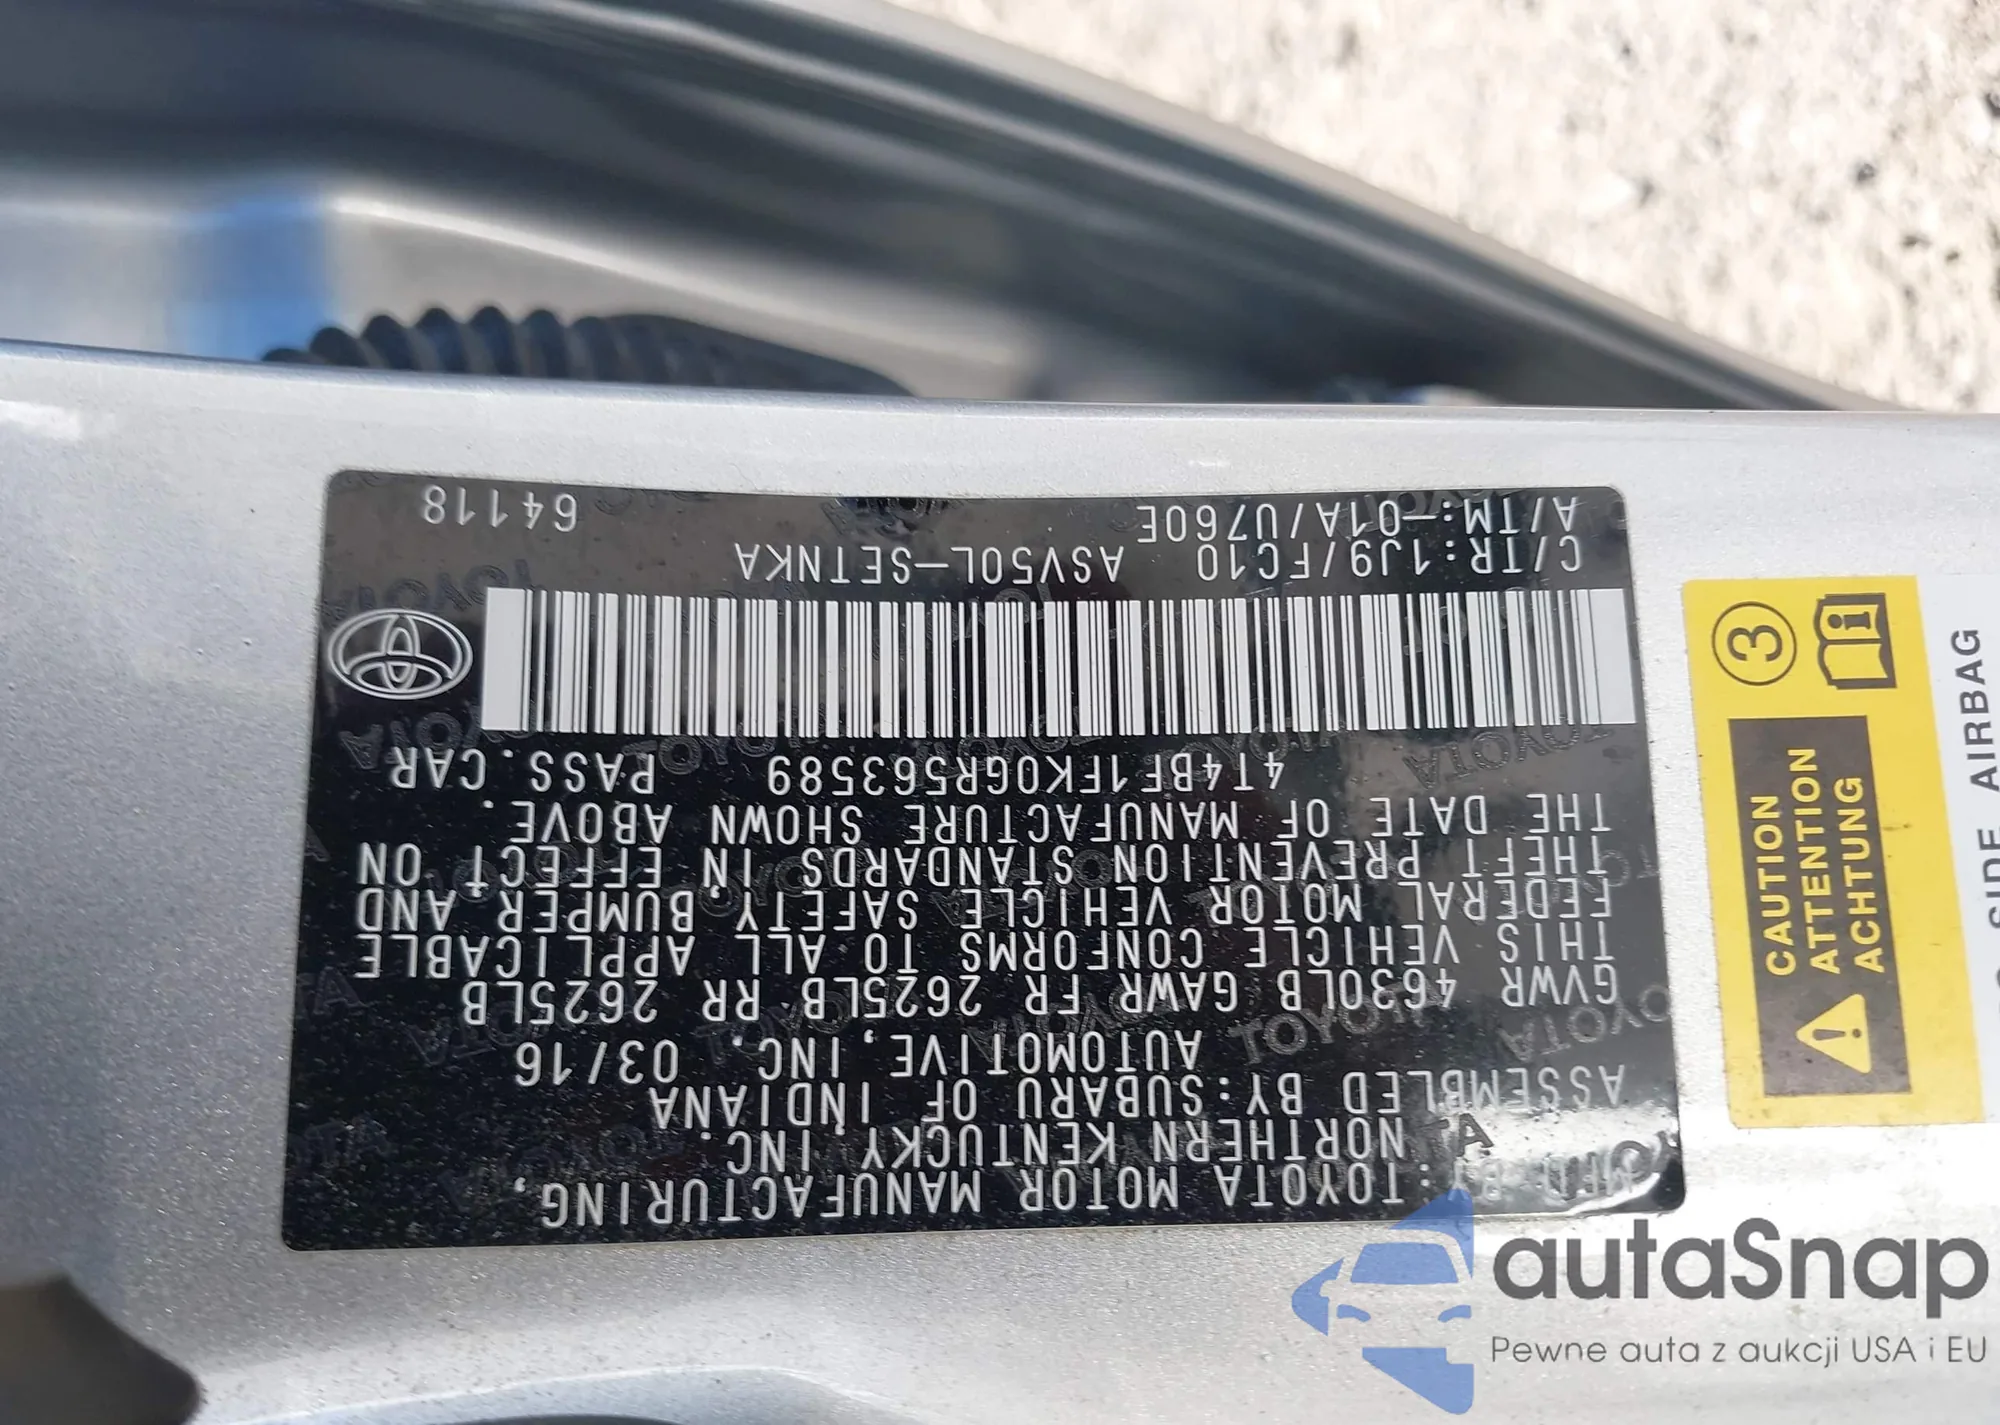 MFD.BY:TOYOTA MOTOR MANUFACTURING,
NORTHERN KENTUCKY,INC.
ASSEMBLED BY:SUBARU OF INDIANA
AUTOMOTIVE,INC. 03/16
GVWR 4630LB GAWR FR 2625LB RR 2625LB
THIS VEHICLE CONFORMS TO ALL APPLICABLE
FEDERAL MOTOR VEHICLE SAFETY,BUMPER,AND
THEFT PREVENTION STANDARDS IN EFFECT ON
THE DATE OF MANUFACTURE SHOWN ABOVE.
4T4BF1FK0GR563589 PASS.CAR
C/TR:1J9/FC10 ASV50L-SETNKA
A/TM:-01A/U760E 64118
3
CAUTION
ATTENTION
ACHTUNG
SIDE AIRBAG
autaSnap
Pewne auta z aukcji USA i EU